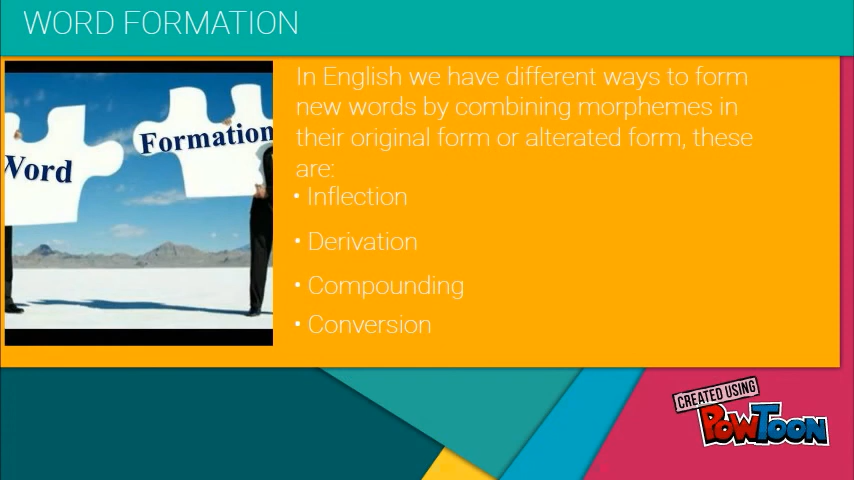 WORD FORMATION
Word
Formation
In English we have different ways to form
new words by combining morphemes in
their original form or alterated form, these
are:
• Inflection
• Derivation
• Compounding
• Conversion
CREATED USING
POWTOON